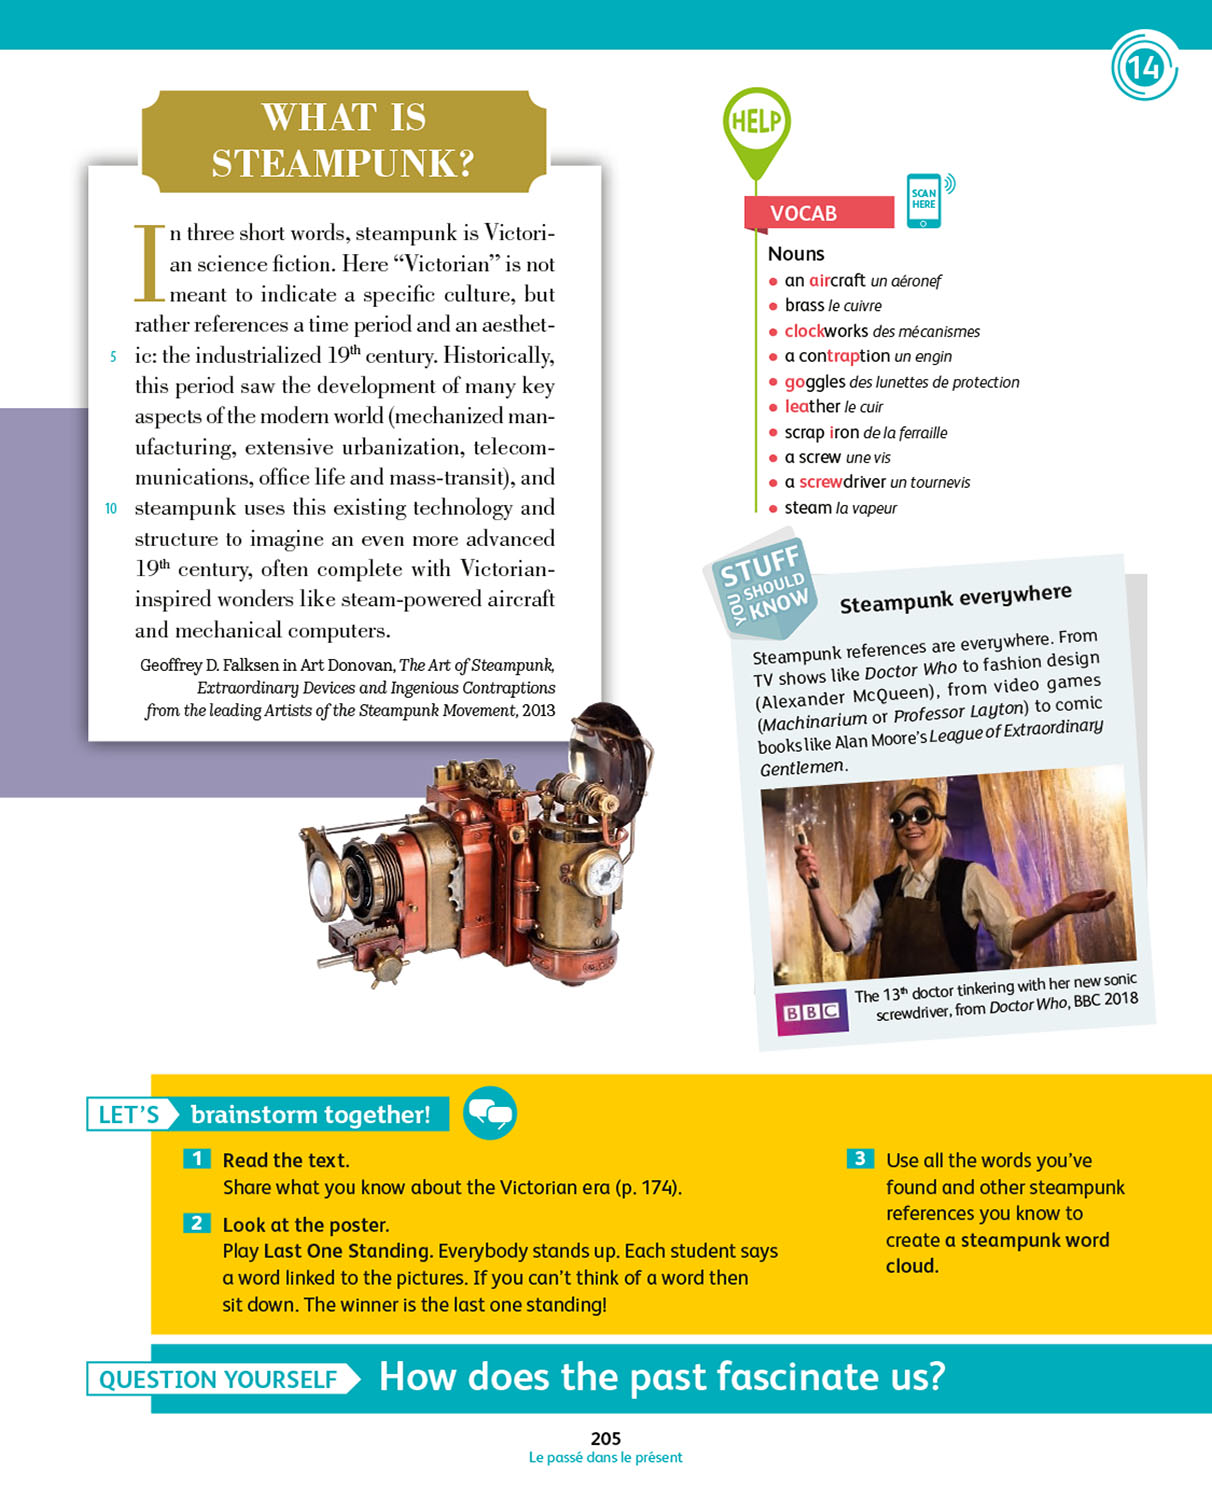 14
WHAT IS
STEAMPUNK?
In three short words, steampunk is Victori-
an science fiction. Here “Victorian” is not
meant to indicate a specific culture, but
rather references a time period and an aesthet-
5 ic: the industrialized 19th century. Historically,
this period saw the development of many key
aspects of the modern world (mechanized man-
ufacturing, extensive urbanization, telecom-
munications, office life and mass-transit), and
10 steampunk uses this existing technology and
structure to imagine an even more advanced
19th century, often complete with Victorian-
inspired wonders like steam-powered aircraft
and mechanical computers.
Geoffrey D. Falksen in Art Donovan, The Art of Steampunk,
Extraordinary Devices and Ingenious Contraptions
from the leading Artists of the Steampunk Movement, 2013
HELP
VOCAB
SCAN
HERE
Nouns
• an aircraft un aéronef
• brass le cuivre
• clockworks des mécanismes
• a contraption un engin
• goggles des lunettes de protection
• leather le cuir
• scrap iron de la ferraille
• a screw une vis
• a screwdriver un tournevis
• steam la vapeur
STUFF
YOU SHOULD
KNOW
Steampunk everywhere
Steampunk references are everywhere. From
TV shows like Doctor Who to fashion design
(Alexander McQueen), from video games
(Machinarium or Professor Layton) to comic
books like Alan Moore’s League of Extraordinary
Gentlemen.
BBC
The 13th doctor tinkering with her new sonic
screwdriver, from Doctor Who, BBC 2018
LET’S brainstorm together!
1 Read the text.
Share what you know about the Victorian era (p. 174).
2 Look at the poster.
Play Last One Standing. Everybody stands up. Each student says
a word linked to the pictures. If you can’t think of a word then
sit down. The winner is the last one standing!
3 Use all the words you’ve
found and other steampunk
references you know to
create a steampunk word
cloud.
QUESTION YOURSELF How does the past fascinate us?
205
Le passé dans le présent